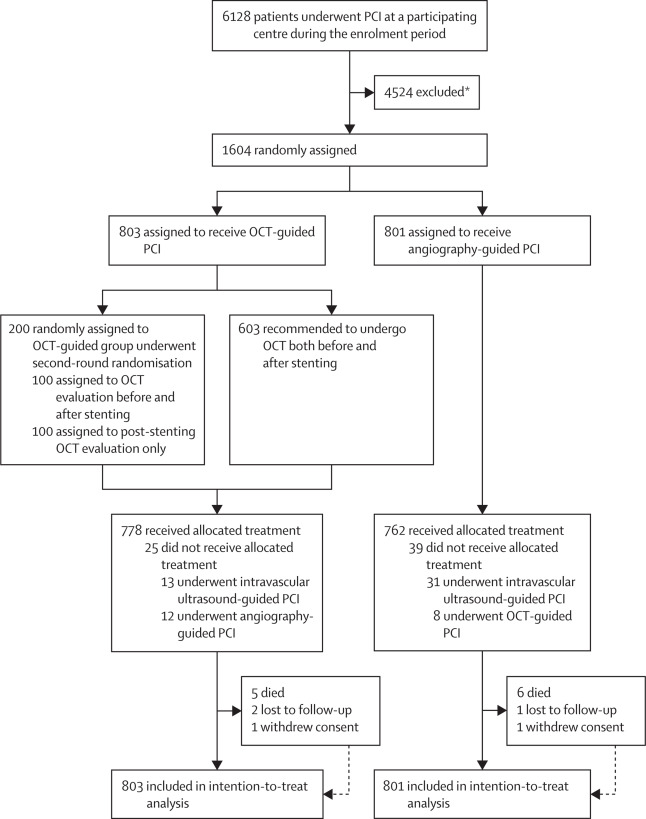 6128 patients underwent PCI at a participating
centre during the enrolment period
4524 excluded*
1604 randomly assigned
803 assigned to receive OCT-guided
PCI
801 assigned to receive
angiography-guided PCI
200 randomly assigned to
OCT-guided group underwent
second-round randomisation
100 assigned to OCT
evaluation before and
after stenting
100 assigned to post-stenting
OCT evaluation only
603 recommended to undergo
OCT both before and
after stenting
778 received allocated treatment
25 did not receive allocated
treatment
13 underwent intravascular
ultrasound-guided PCI
12 underwent angiography-
guided PCI
762 received allocated treatment
39 did not receive allocated
treatment
31 underwent intravascular
ultrasound-guided PCI
8 underwent OCT-guided
PCI
5 died
2 lost to follow-up
1 withdrew consent
6 died
1 lost to follow-up
1 withdrew consent
803 included in intention-to-treat
analysis
801 included in intention-to-treat
analysis